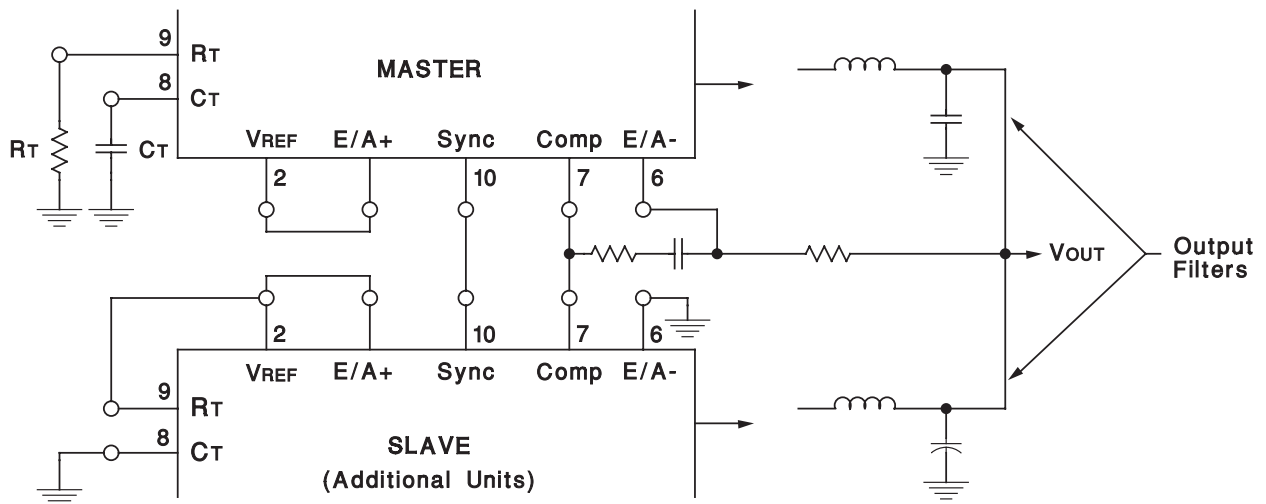 9
RT
MASTER
8
CT
VREF E/A+ Sync Comp E/A-
RT
CT
2 10 7 6
VOUT
Output
Filters
2 10 7 6
VREF E/A+ Sync Comp E/A-
9
RT
8
CT
SLAVE
(Additional Units)